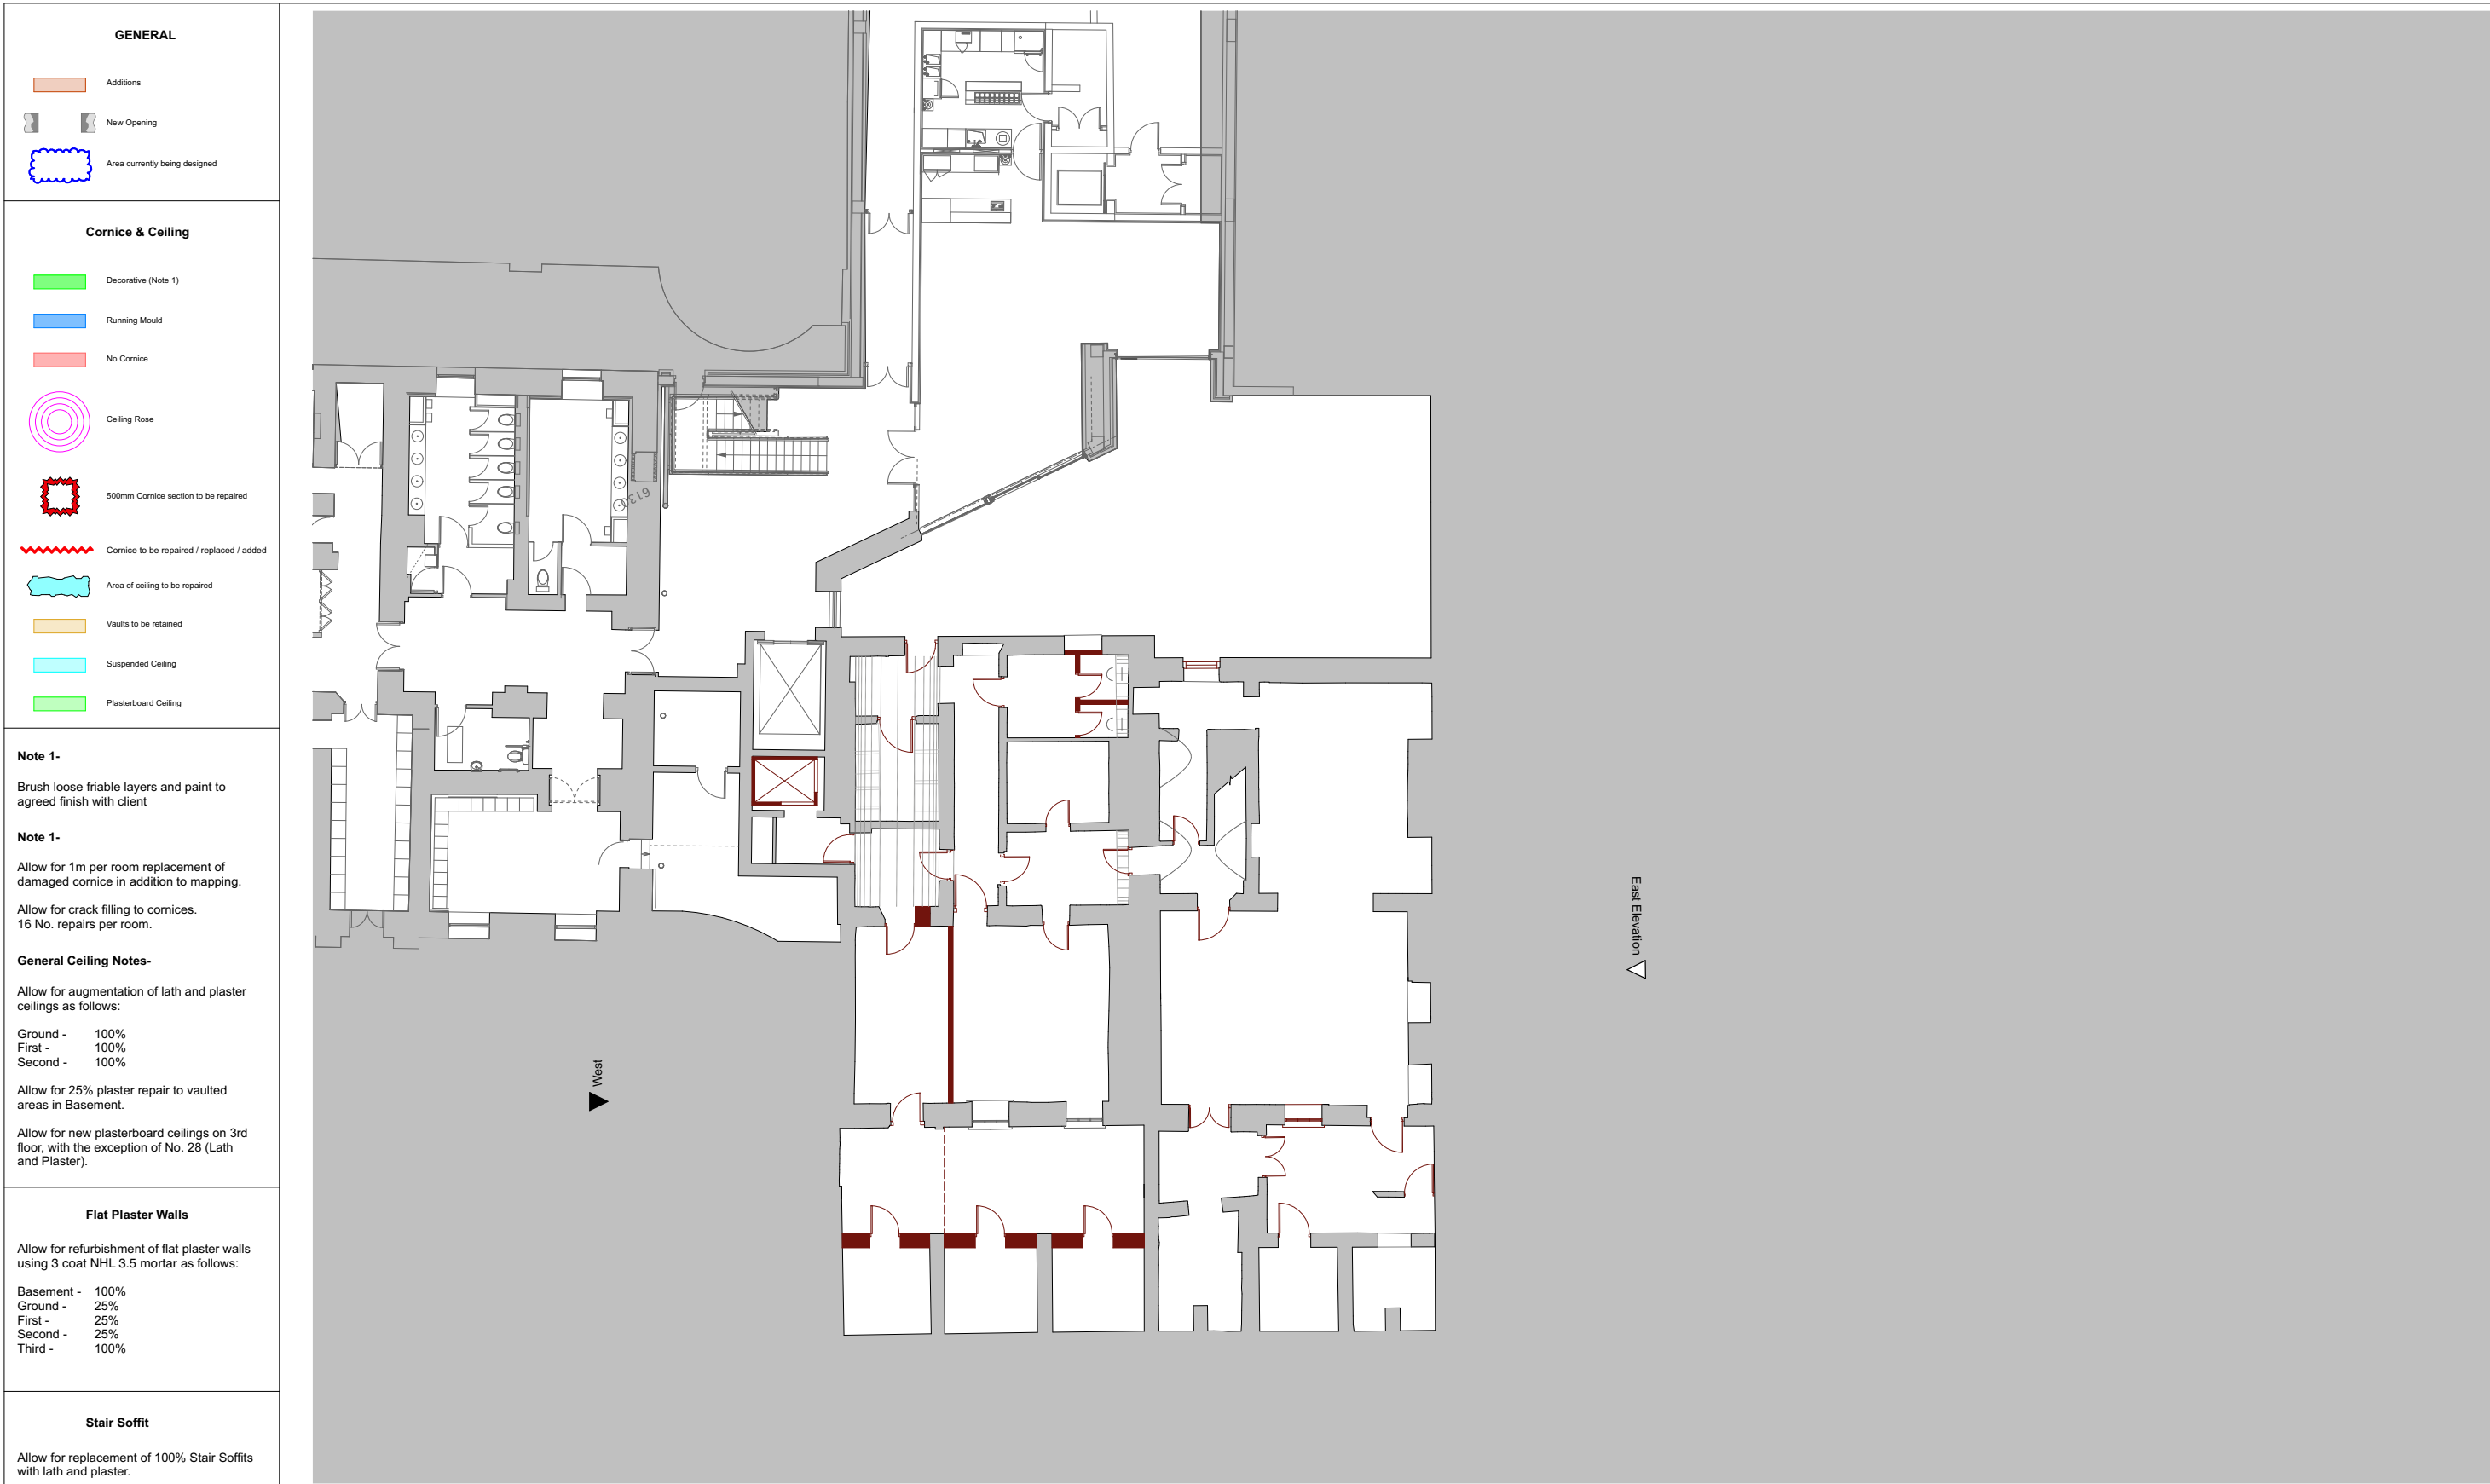 GENERAL
Additions
New Opening
Area currently being designed
Cornice & Ceiling
Decorative (Note 1)
Running Mould
No Cornice
Ceiling Rose
500mm Cornice section to be repaired
Cornice to be repaired / replaced / added
Area of ceiling to be repaired
Vaults to be retained
Suspended Ceiling
Plasterboard Ceiling
Note 1-
Brush loose friable layers and paint to
agreed finish with client
Note 1-
Allow for 1m per room replacement of
damaged cornice in addition to mapping.
Allow for crack filling to cornices.
16 No. repairs per room.
General Ceiling Notes-
Allow for augmentation of lath and plaster
ceilings as follows:
Ground - 100%
First - 100%
Second - 100%
Allow for 25% plaster repair to vaulted
areas in Basement.
Allow for new plasterboard ceilings on 3rd
floor, with the exception of No. 28 (Lath
and Plaster).
Flat Plaster Walls
Allow for refurbishment of flat plaster walls
using 3 coat NHL 3.5 mortar as follows:
Basement - 100%
Ground - 25%
First - 25%
Second - 25%
Third - 100%
Stair Soffit
Allow for replacement of 100% Stair Soffits
with lath and plaster.
6130
West
East Elevation